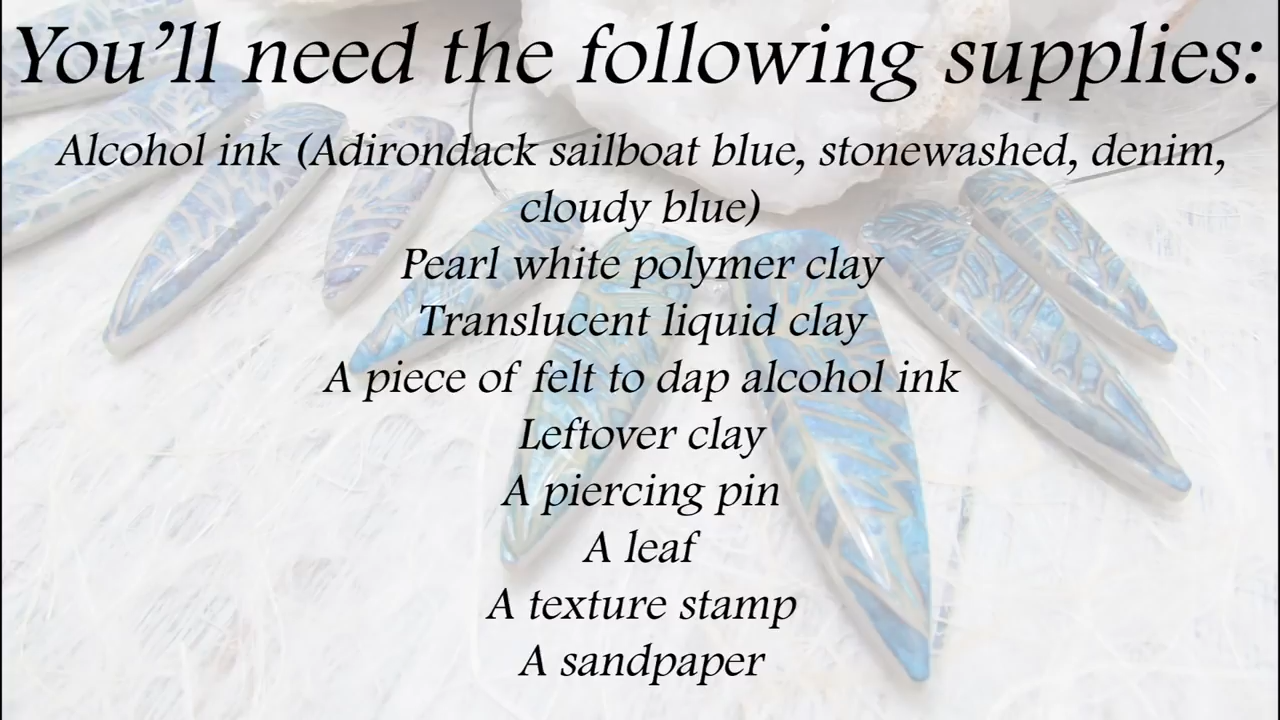 You’ll need the following supplies:
Alcohol ink (Adirondack sailboat blue, stonewashed, denim,
cloudy blue)
Pearl white polymer clay
Translucent liquid clay
A piece of felt to dap alcohol ink
Leftover clay
A piercing pin
A leaf
A texture stamp
A sandpaper